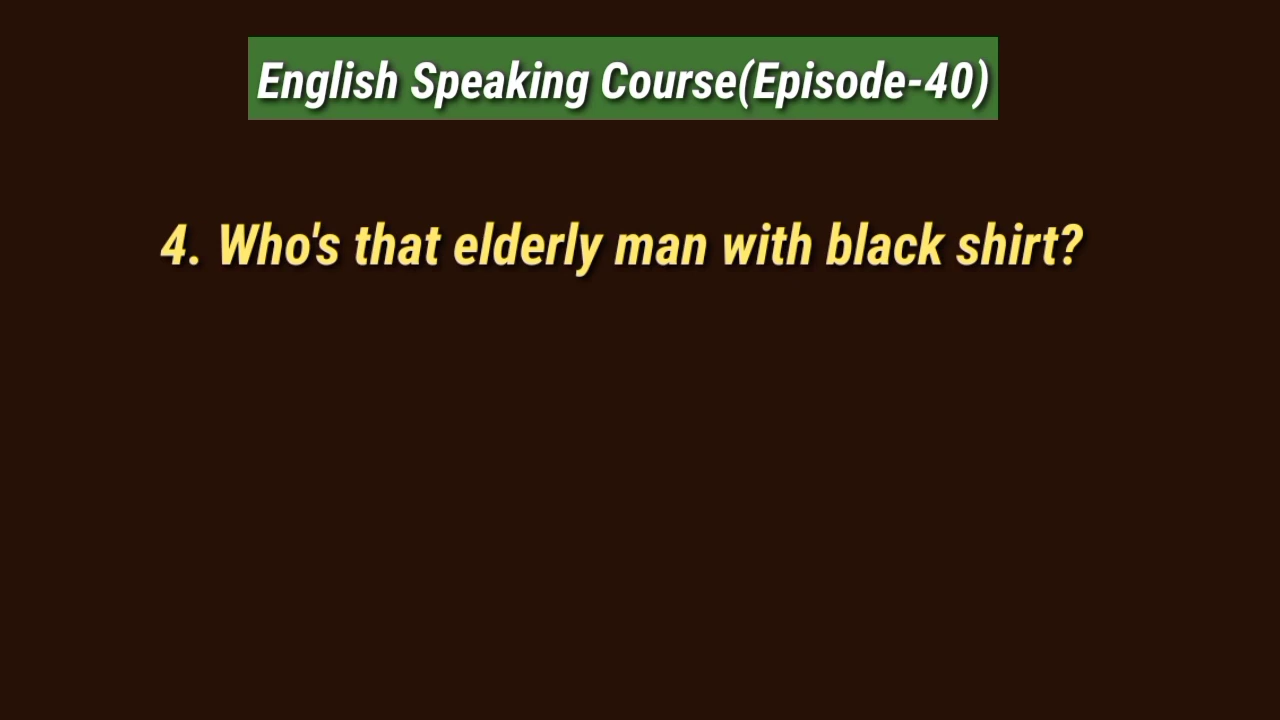 English Speaking Course(Episode-40)
4. Who's that elderly man with black shirt?